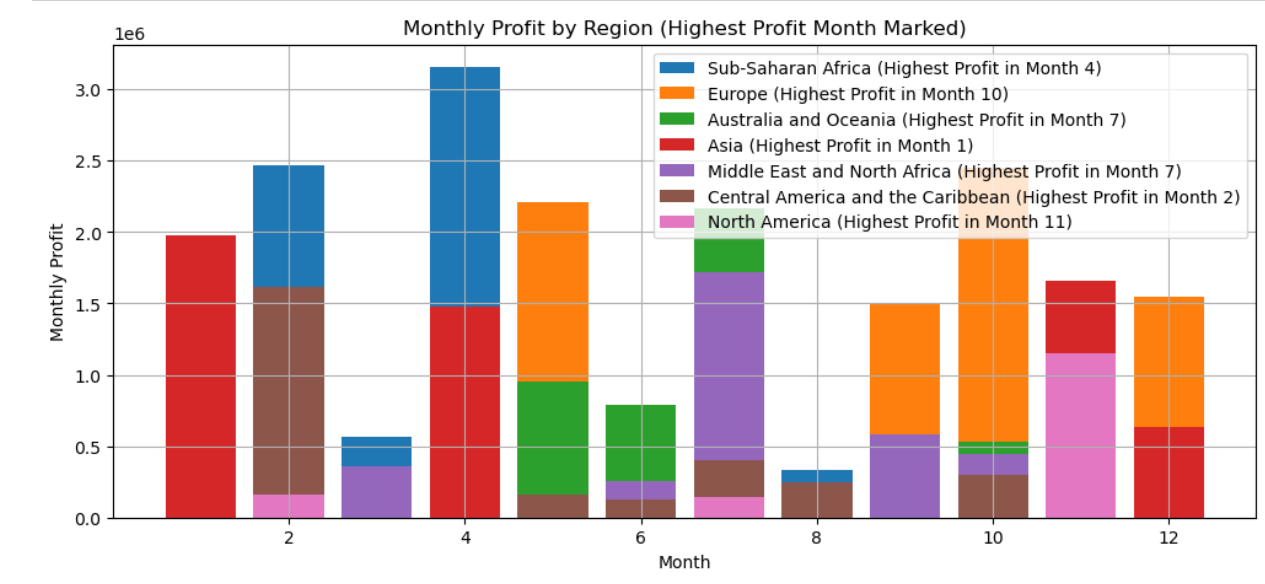 Monthly Profit by Region (Highest Profit Month Marked)
1e6
Sub-Saharan Africa (Highest Profit in Month 4)
Europe (Highest Profit in Month 10)
Australia and Oceania (Highest Profit in Month 7)
Asia (Highest Profit in Month 1)
Middle East and North Africa (Highest Profit in Month 7)
Central America and the Caribbean (Highest Profit in Month 2)
North America (Highest Profit in Month 11)
Monthly Profit
3.0
2.5
2.0
1.5
1.0
0.5
0.0
2 4 6 8 10 12
Month